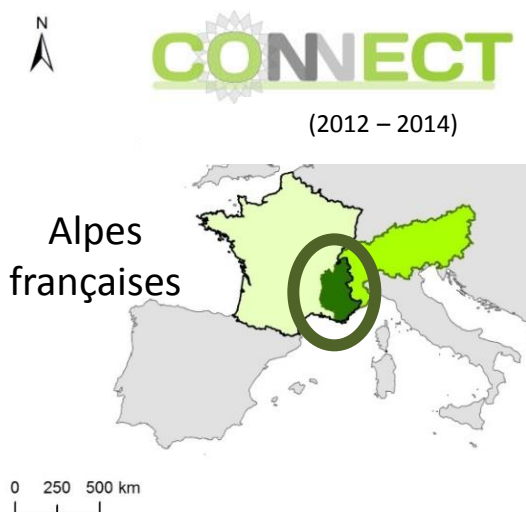 N
CONNECT
(2012 – 2014)
Alpes
françaises
0 250 500 km